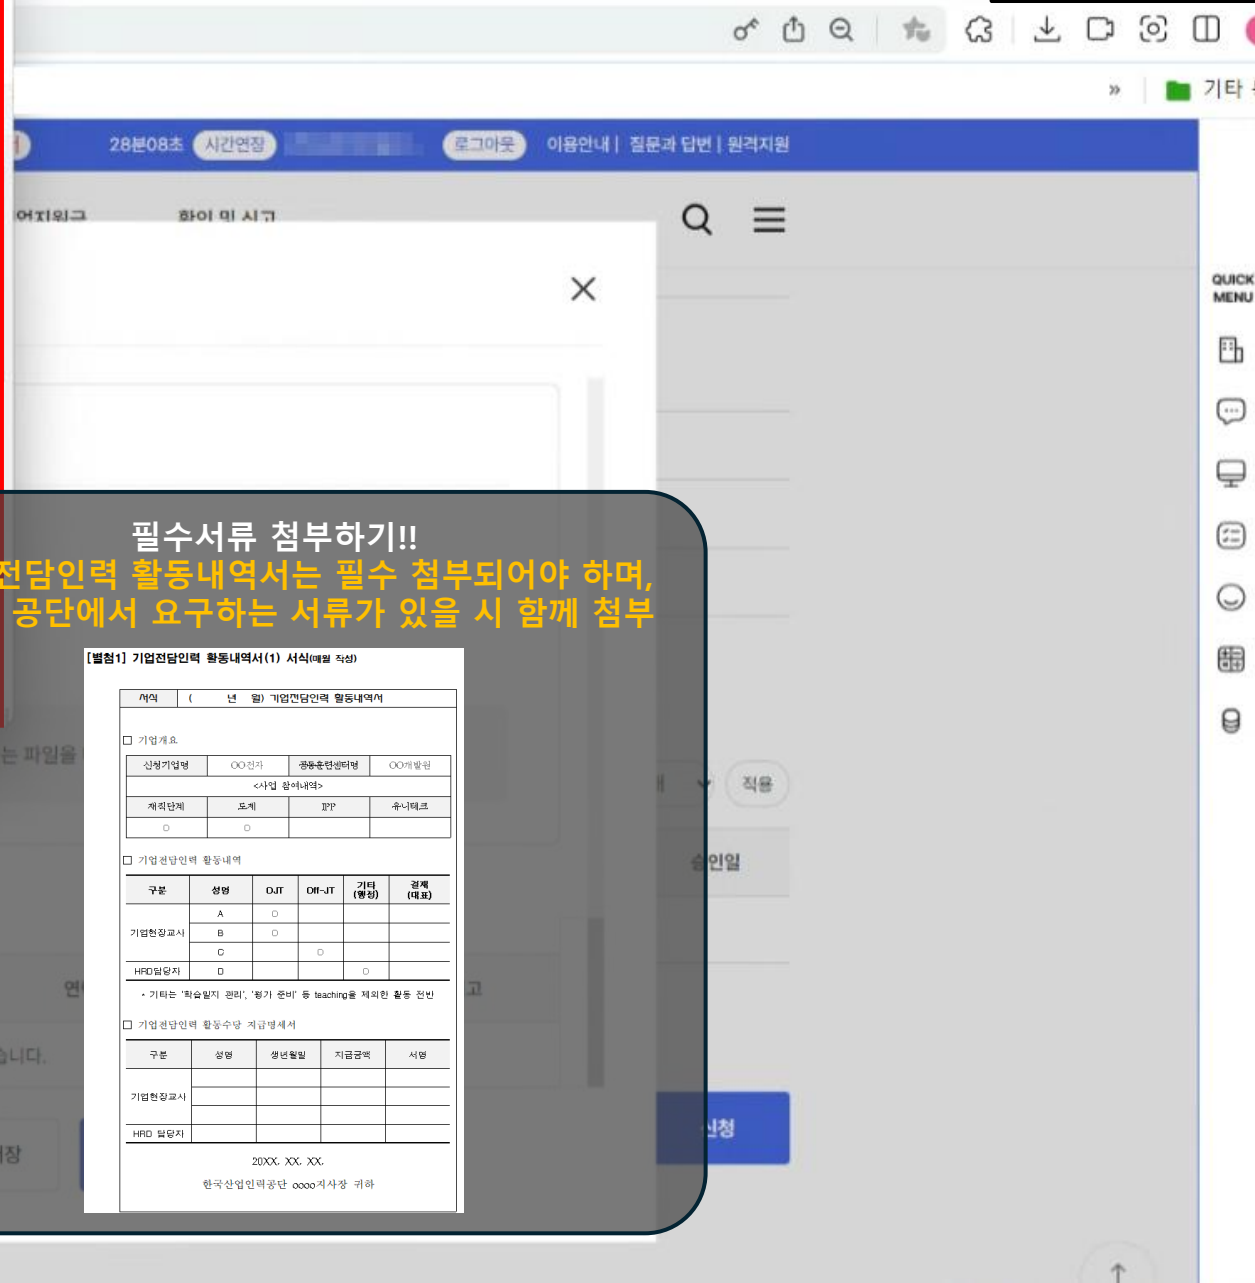 기타
28분08초 시간연장 로그아웃 이용안내 | 질문과 답변 | 원격지원
확인 및 신고
QUICK
MENU
필수서류 첨부하기!!
전담인력 활동내역서는 필수 첨부되어야 하며,
공단에서 요구하는 서류가 있을 시 함께 첨부
[별첨1] 기업전담인력 활동내역서(1) 서식(매월 작성)
서식 ( 년 월) 기업전담인력 활동내역서
□ 기업개요
신청기업명 OO전자 공동훈련센터명 OO개발원
<사업 참여내역>
재직단계 도제 IPP 유니테크
○ ○
□ 기업전담인력 활동내역
구분 성명 OJT Off-JT 기타(행정) 결재(대표)
기업현장교사 A ○
B ○
C ○
HRD담당자 D ○
* 기타는 '학습일지 관리', '평가 준비' 등 teaching을 제외한 활동 전반
□ 기업전담인력 활동수당 지급명세서
구분 성명 생년월일 지급금액 서명
기업현장교사
HRD 담당자
20XX. XX. XX.
한국산업인력공단 oooo지사장 귀하
는 파일을
적용
승인일
습니다.
신청